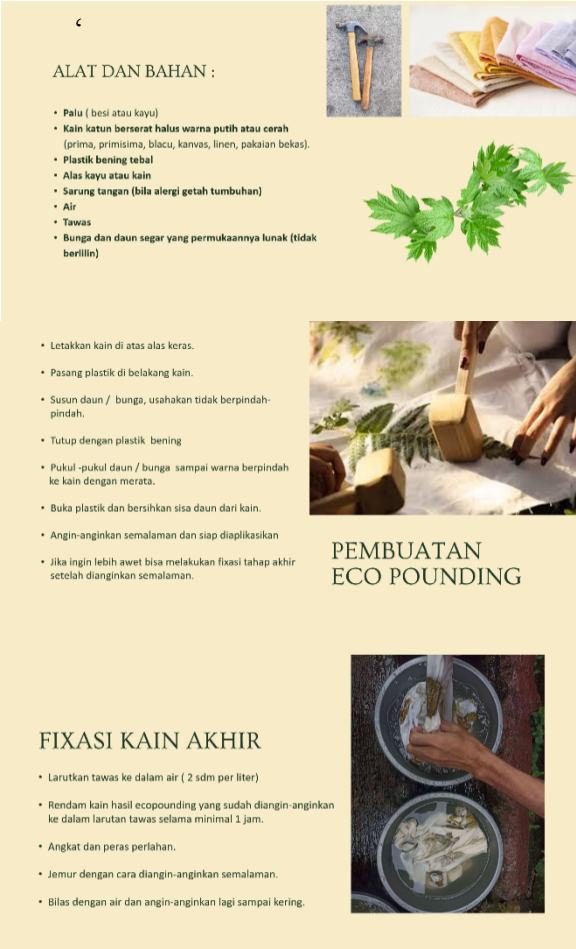 ALAT DAN BAHAN :
• Palu ( besi atau kayu)
• Kain katun berserat halus warna putih atau cerah
(prima, primisima, blacu, kanvas, linen, pakaian bekas).
• Plastik bening tebal
• Alas kayu atau kain
• Sarung tangan (bila alergi getah tumbuhan)
• Air
• Tawas
• Bunga dan daun segar yang permukaannya lunak (tidak
berlilin)
• Letakkan kain di atas alas keras.
• Pasang plastik di belakang kain.
• Susun daun / bunga, usahakan tidak berpindah-
pindah.
• Tutup dengan plastik bening
• Pukul -pukul daun / bunga sampai warna berpindah
ke kain dengan merata.
• Buka plastik dan bersihkan sisa daun dari kain.
• Angin-anginkan semalaman dan siap diaplikasikan
• Jika ingin lebih awet bisa melakukan fixasi tahap akhir
setelah dianginkan semalaman.
PEMBUATAN
ECO POUNDING
FIXASI KAIN AKHIR
• Larutkan tawas ke dalam air ( 2 sdm per liter)
• Rendam kain hasil ecopounding yang sudah diangin-anginkan
ke dalam larutan tawas selama minimal 1 jam.
• Angkat dan peras perlahan.
• Jemur dengan cara diangin-anginkan semalaman.
• Bilas dengan air dan angin-anginkan lagi sampai kering.